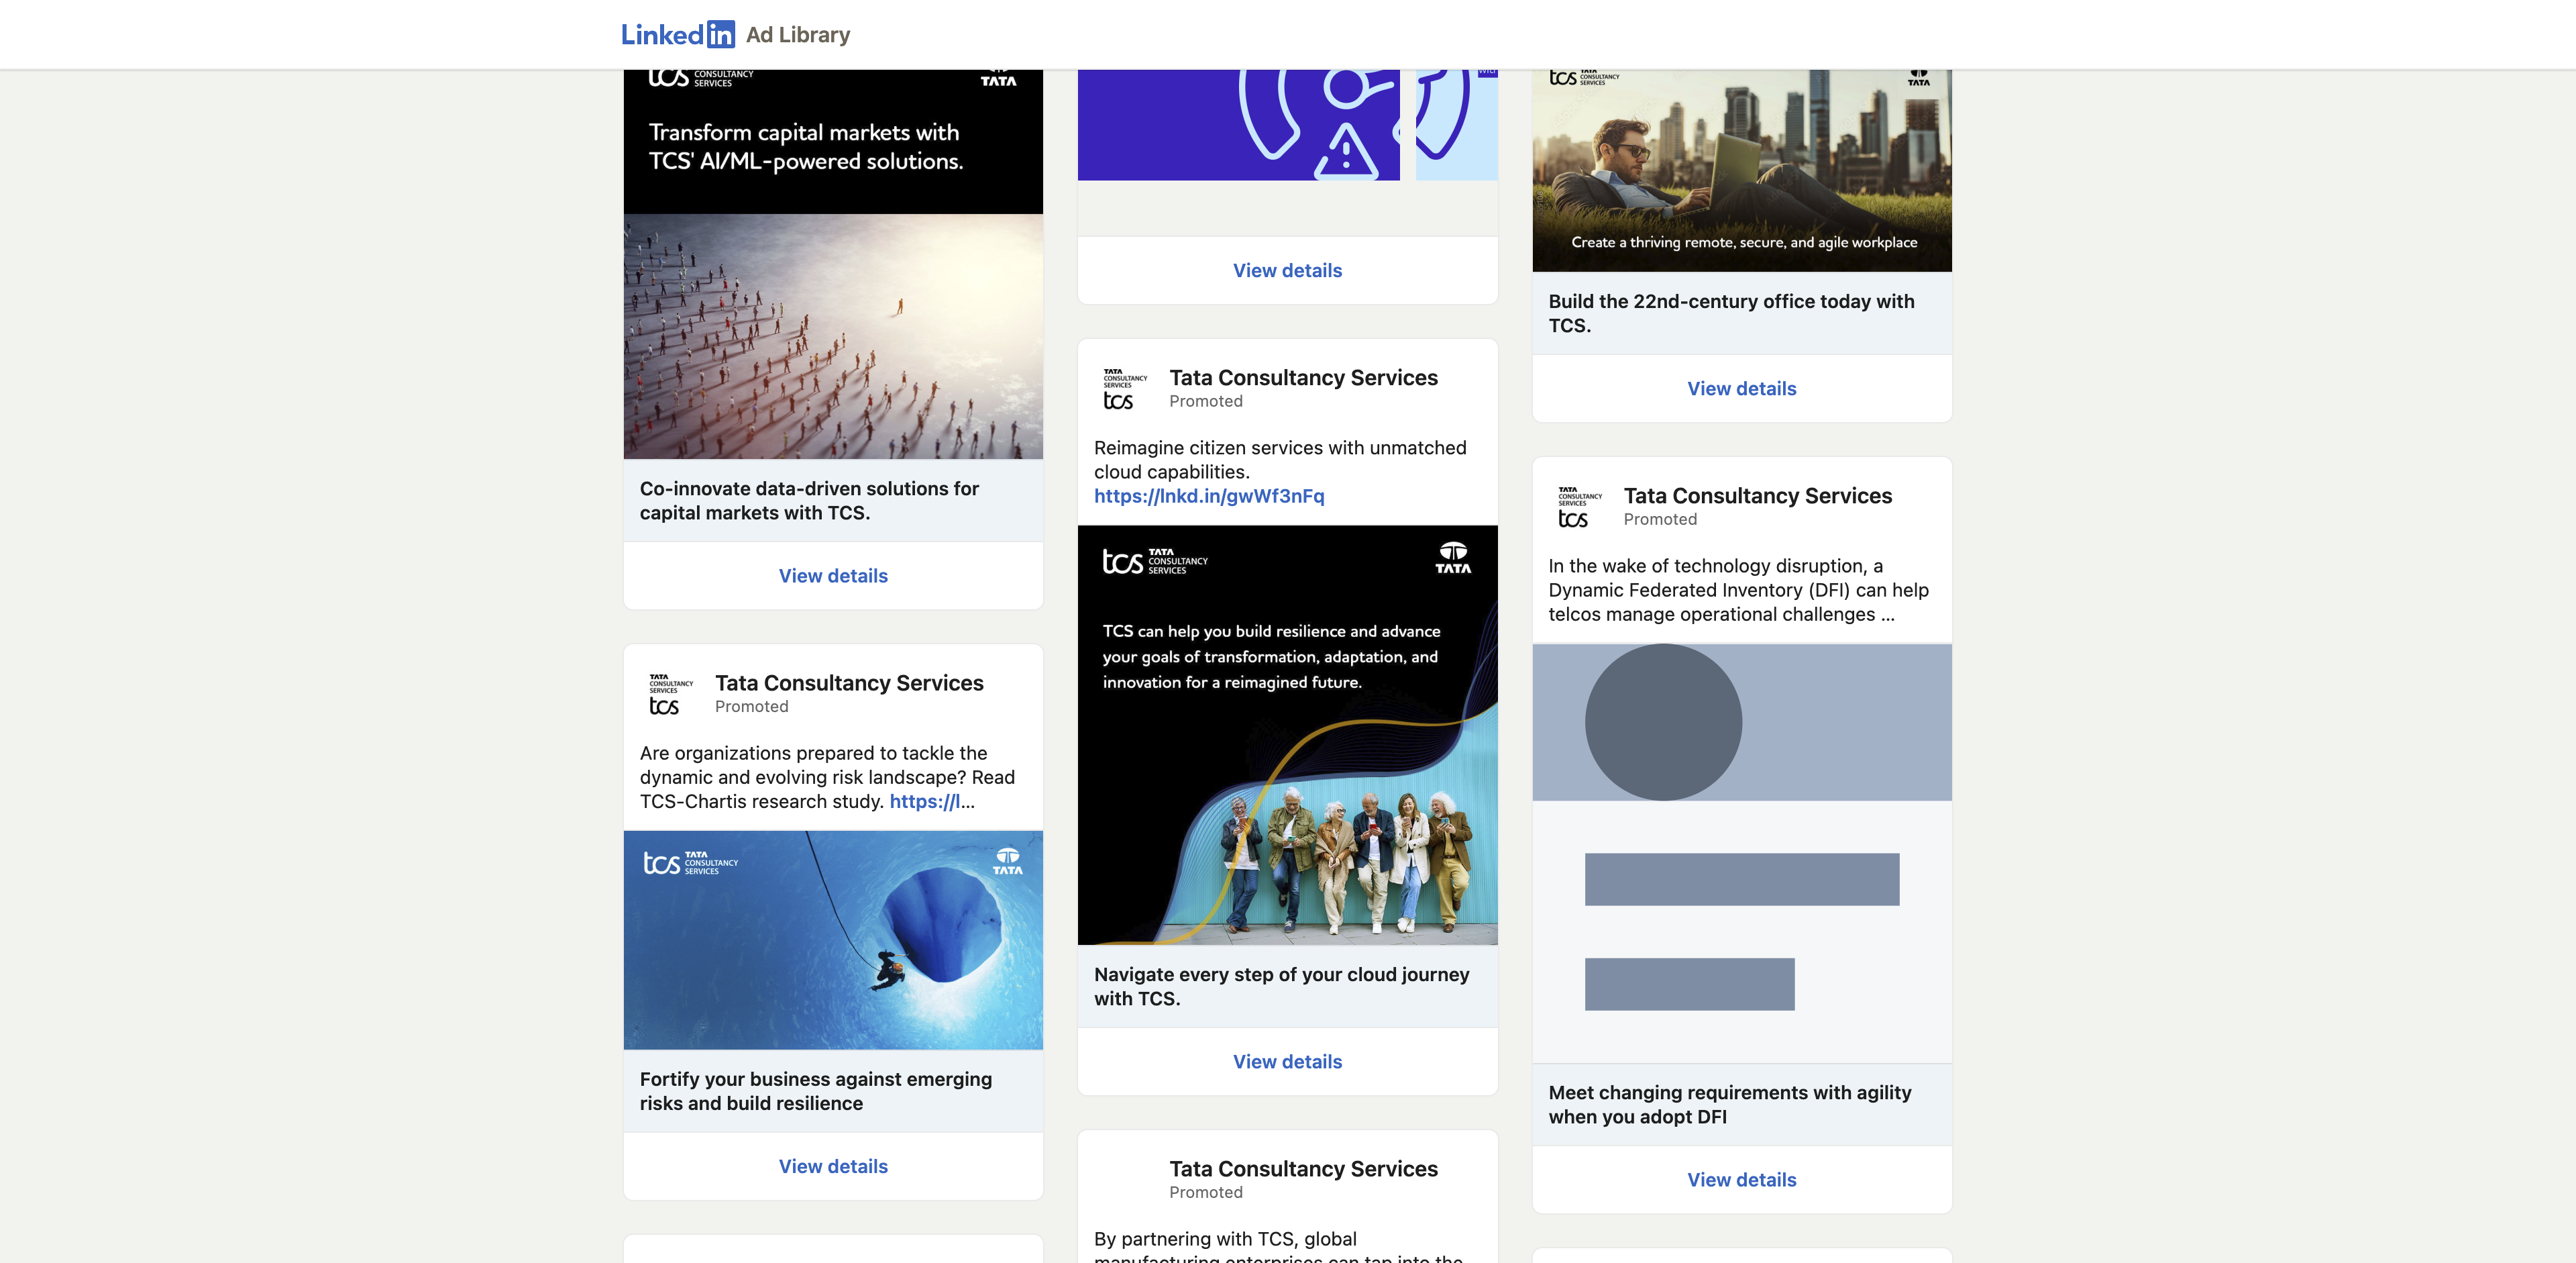 Linked in Ad Library
tcs CONSULTANCY
SERVICES
TATA
Transform capital markets with
TCS' AI/ML-powered solutions.
Co-innovate data-driven solutions for
capital markets with TCS.
View details
TATA
CONSULTANCY
SERVICES
tcs
Tata Consultancy Services
Promoted
Are organizations prepared to tackle the
dynamic and evolving risk landscape? Read
TCS-Chartis research study. https://l...
tcs TATA
CONSULTANCY
SERVICES
TATA
Fortify your business against emerging
risks and build resilience
View details
View details
TATA
CONSULTANCY
SERVICES
tcs
Tata Consultancy Services
Promoted
Reimagine citizen services with unmatched
cloud capabilities.
https://lnkd.in/gwWf3nFq
tcs TATA
CONSULTANCY
SERVICES
TATA
TCS can help you build resilience and advance
your goals of transformation, adaptation, and
innovation for a reimagined future.
Navigate every step of your cloud journey
with TCS.
View details
Tata Consultancy Services
Promoted
By partnering with TCS, global
manufacturing enterprises can tap into the
tcs TATA
CONSULTANCY
SERVICES
TATA
Create a thriving remote, secure, and agile workplace
Build the 22nd-century office today with
TCS.
View details
TATA
CONSULTANCY
SERVICES
tcs
Tata Consultancy Services
Promoted
In the wake of technology disruption, a
Dynamic Federated Inventory (DFI) can help
telcos manage operational challenges ...
Meet changing requirements with agility
when you adopt DFI
View details